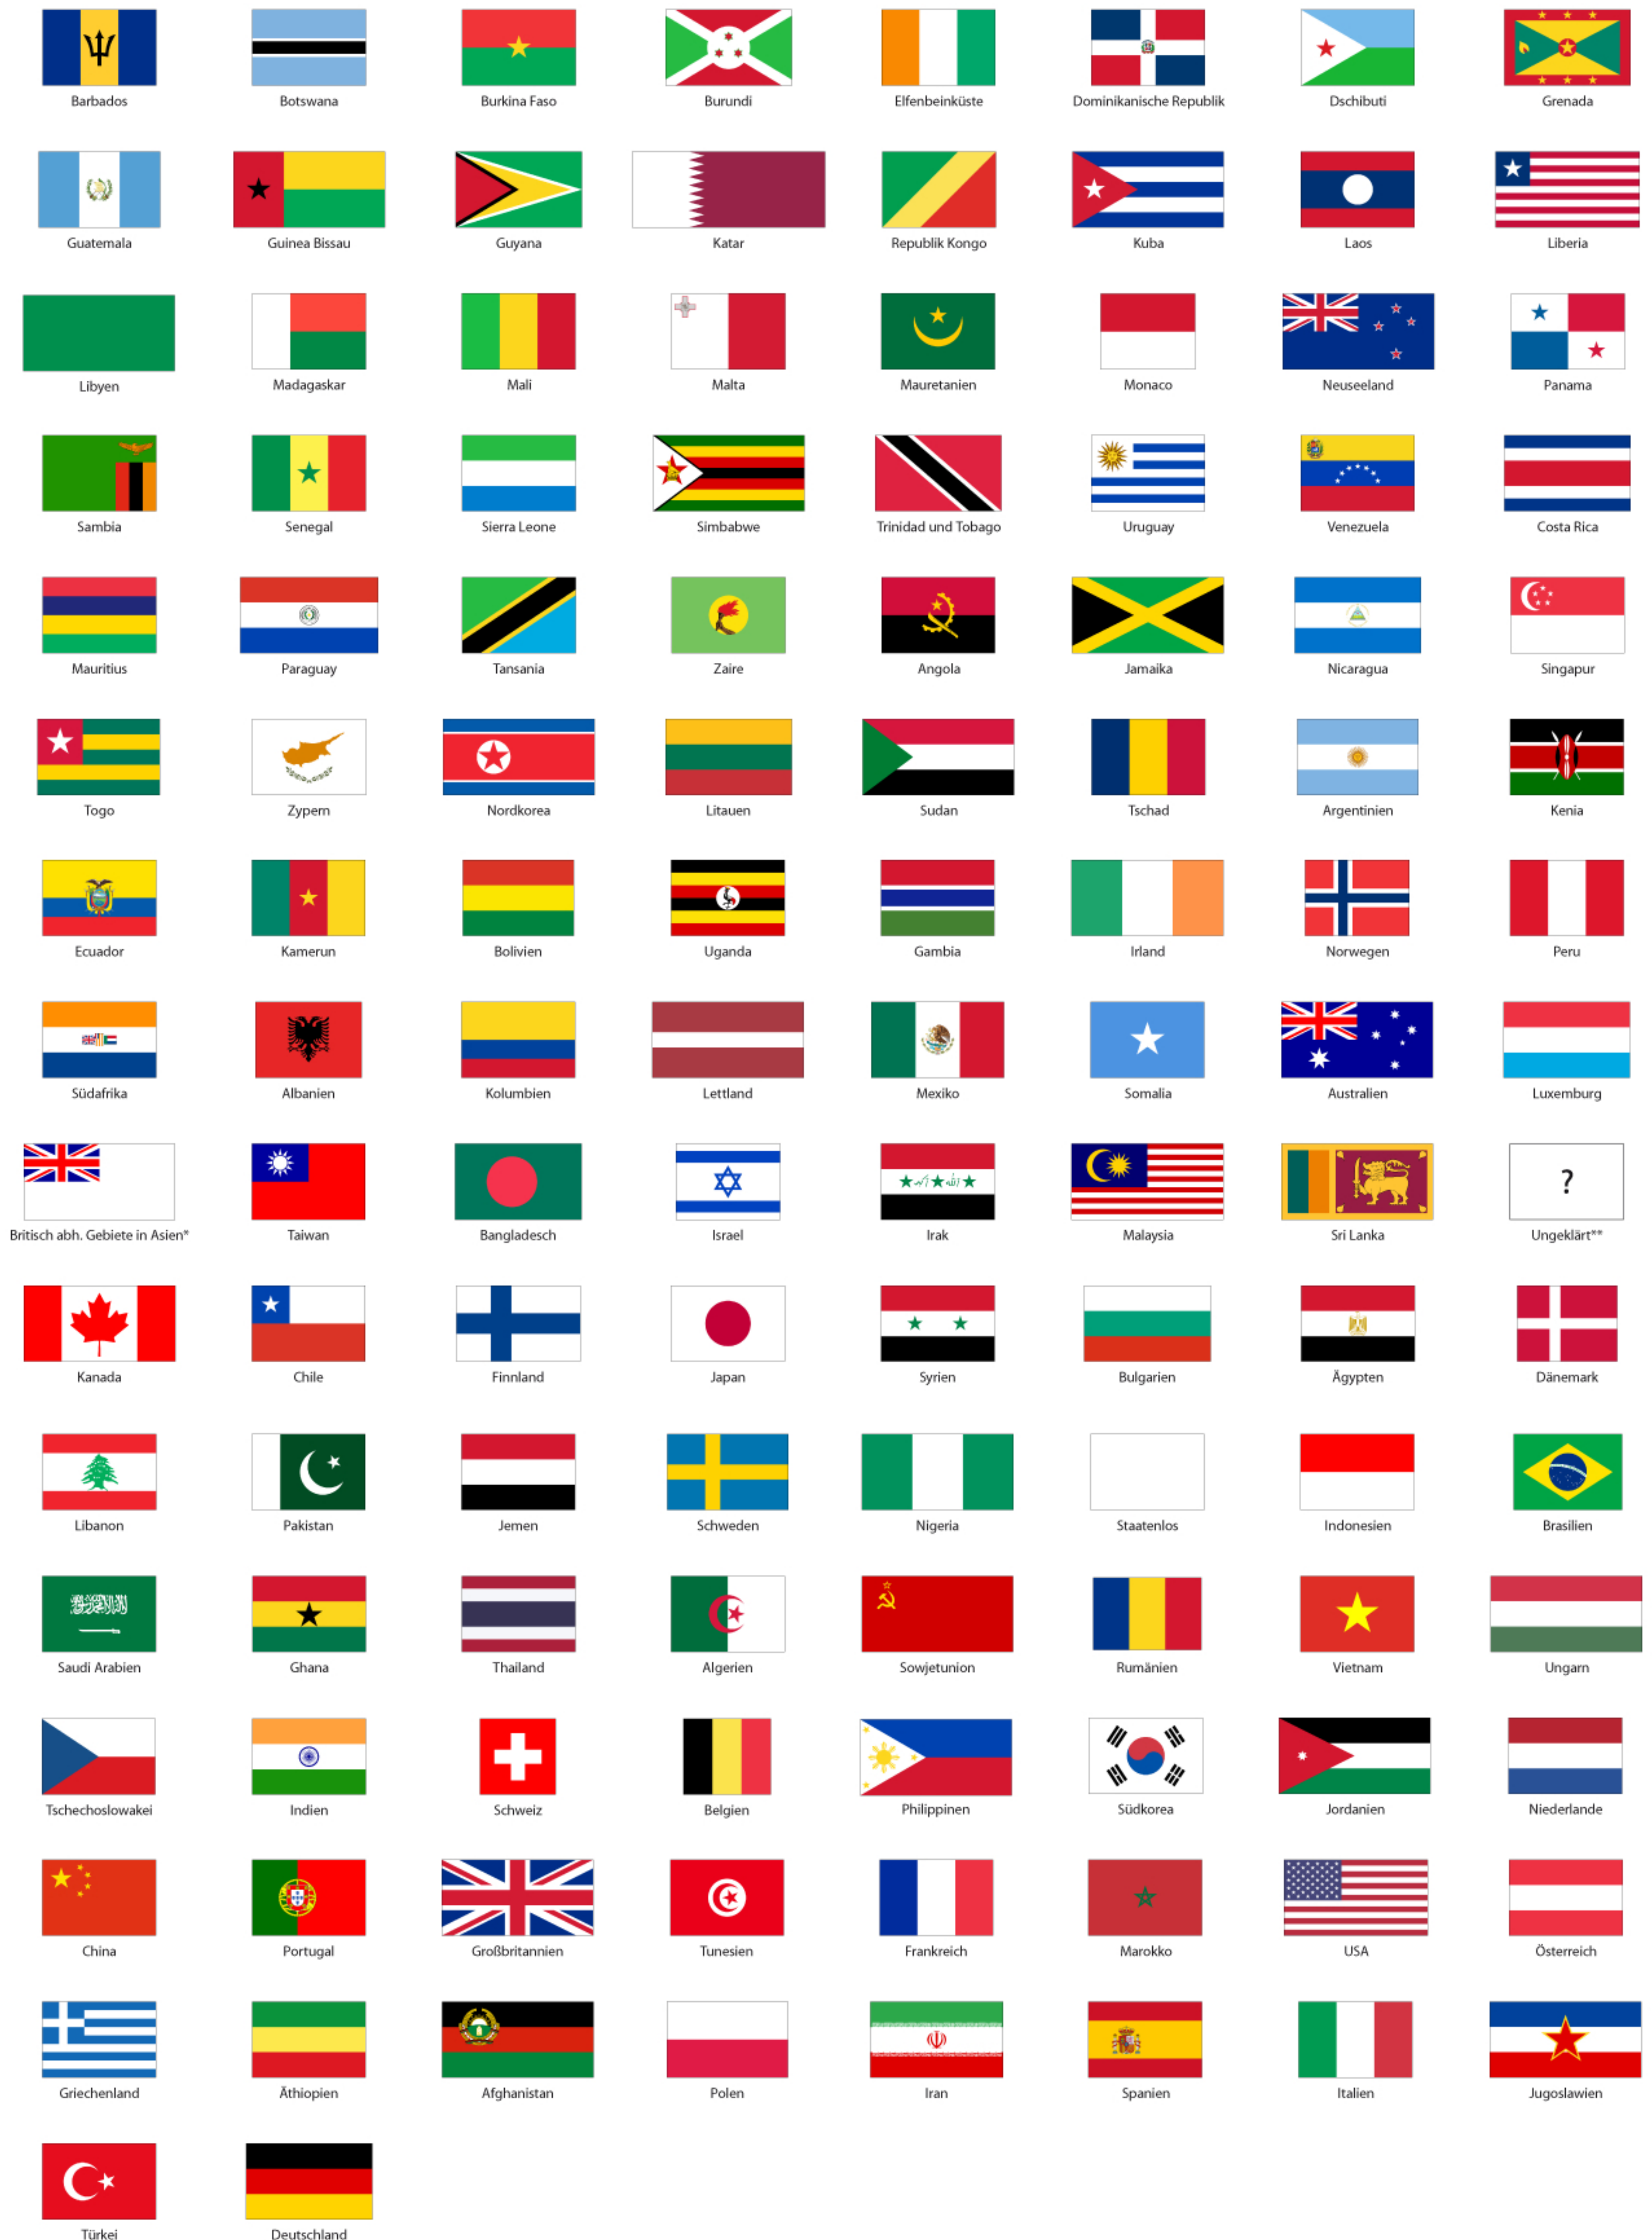 Barbados Botswana Burkina Faso Burundi Elfenbeinküste Dominikanische Republik Dschibuti Grenada
Guatemala Guinea Bissau Guyana Katar Republik Kongo Kuba Laos Liberia
Libyen Madagaskar Mali Malta Mauretanien Monaco Neuseeland Panama
Sambia Senegal Sierra Leone Simbabwe Trinidad und Tobago Uruguay Venezuela Costa Rica
Mauritius Paraguay Tansania Zaire Angola Jamaika Nicaragua Singapur
Togo Zypern Nordkorea Litauen Sudan Tschad Argentinien Kenia
Ecuador Kamerun Bolivien Uganda Gambia Irland Norwegen Peru
Südafrika Albanien Kolumbien Lettland Mexiko Somalia Australien Luxemburg
?
Britisch abh. Gebiete in Asien* Taiwan Bangladesch Israel Irak Malaysia Sri Lanka Ungeklärt**
Kanada Chile Finnland Japan Syrien Bulgarien Ägypten Dänemark
Libanon Pakistan Jemen Schweden Nigeria Staatenlos Indonesien Brasilien
Saudi Arabien Ghana Thailand Algerien Sowjetunion Rumänien Vietnam Ungarn
Tschechoslowakei Indien Schweiz Belgien Philippinen Südkorea Jordanien Niederlande
China Portugal Großbritannien Tunesien Frankreich Marokko USA Österreich
Griechenland Äthiopien Afghanistan Polen Iran Spanien Italien Jugoslawien
Türkei Deutschland